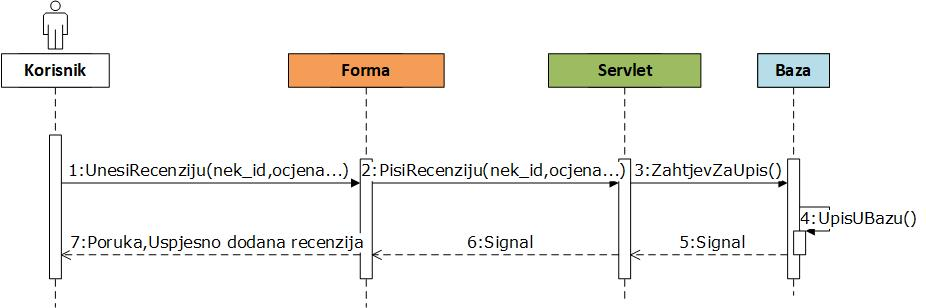 Korisnik
Forma
Servlet
Baza
1:UnesiRecenziju(nek_id,ocjena...)
2:PisiRecenziju(nek_id,ocjena...)
3:ZahtjevZaUpis()
4:UpisUBazu()
7:Poruka,Uspjesno dodana recenzija
6:Signal
5:Signal